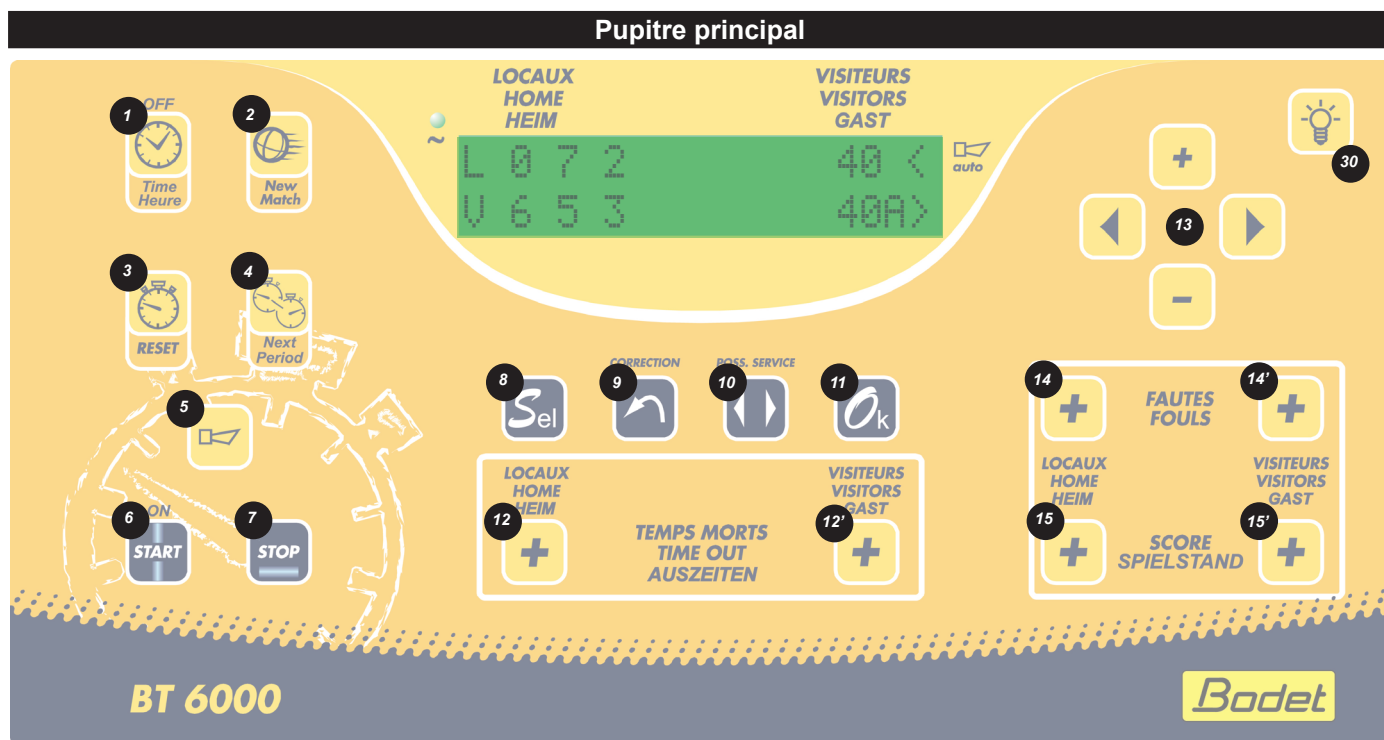 Pupitre principal
LOCAUX
HOME
HEIM
VISITEURS
VISITORS
GAST
OFF
1
Time
Heure
2
New
Match
~
L 0 7 2 40 <
V 6 5 3 40A>
auto
+
13
-
30
3
RESET
4
Next
Period
5
6
ON
START
7
STOP
8
Sel
CORRECTION
9
POSS. SERVICE
10
11
Ok
LOCAUX
HOME
HEIM
12
+
TEMPS MORTS
TIME OUT
AUSZEITEN
VISITEURS
VISITORS
GAST
12'
+
14
+
FAUTES
FOULS
14'
+
LOCAUX
HOME
HEIM
VISITEURS
VISITORS
GAST
15
+
SCORE
SPIELSTAND
15'
+
BT 6000
Bodet